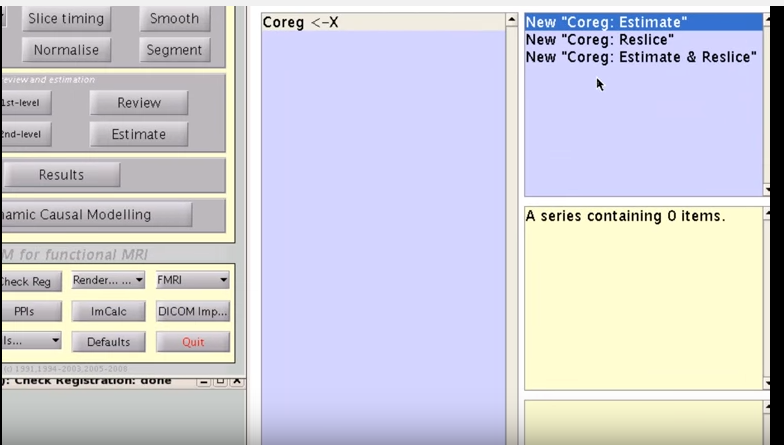 Slice timing
Smooth
Normalise
Segment
eview and estimation
1st-level
Review
2nd-level
Estimate
Results
namic Causal Modelling
M for functional MRI
Check Reg
Render... ...
FMRI
PPIs
ImCalc
DICOM Imp...
ls...
Defaults
Quit
(c) 1991,1994-2003,2005-2006
): Check Registration: done
Coreg <-X
New "Coreg: Estimate"
New "Coreg: Reslice"
New "Coreg: Estimate & Reslice"
A series containing 0 items.